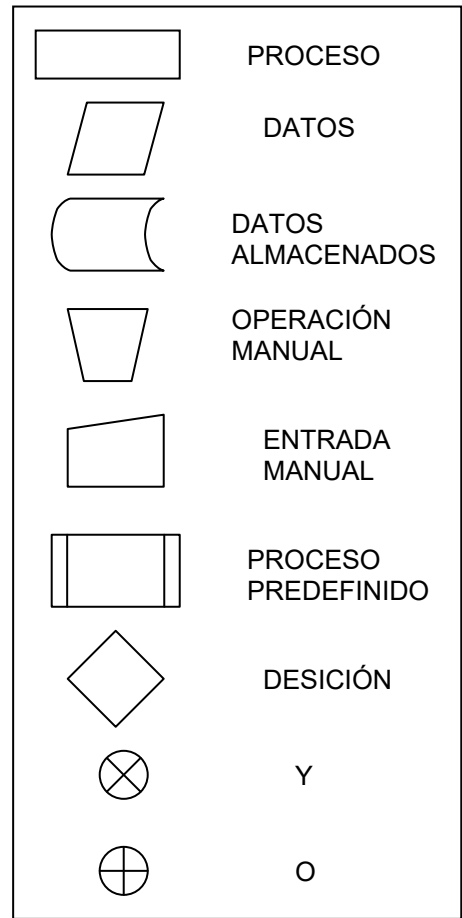 PROCESO
DATOS
DATOS
ALMACENADOS
OPERACIÓN
MANUAL
ENTRADA
MANUAL
PROCESO
PREDEFINIDO
DESICIÓN
Y
O